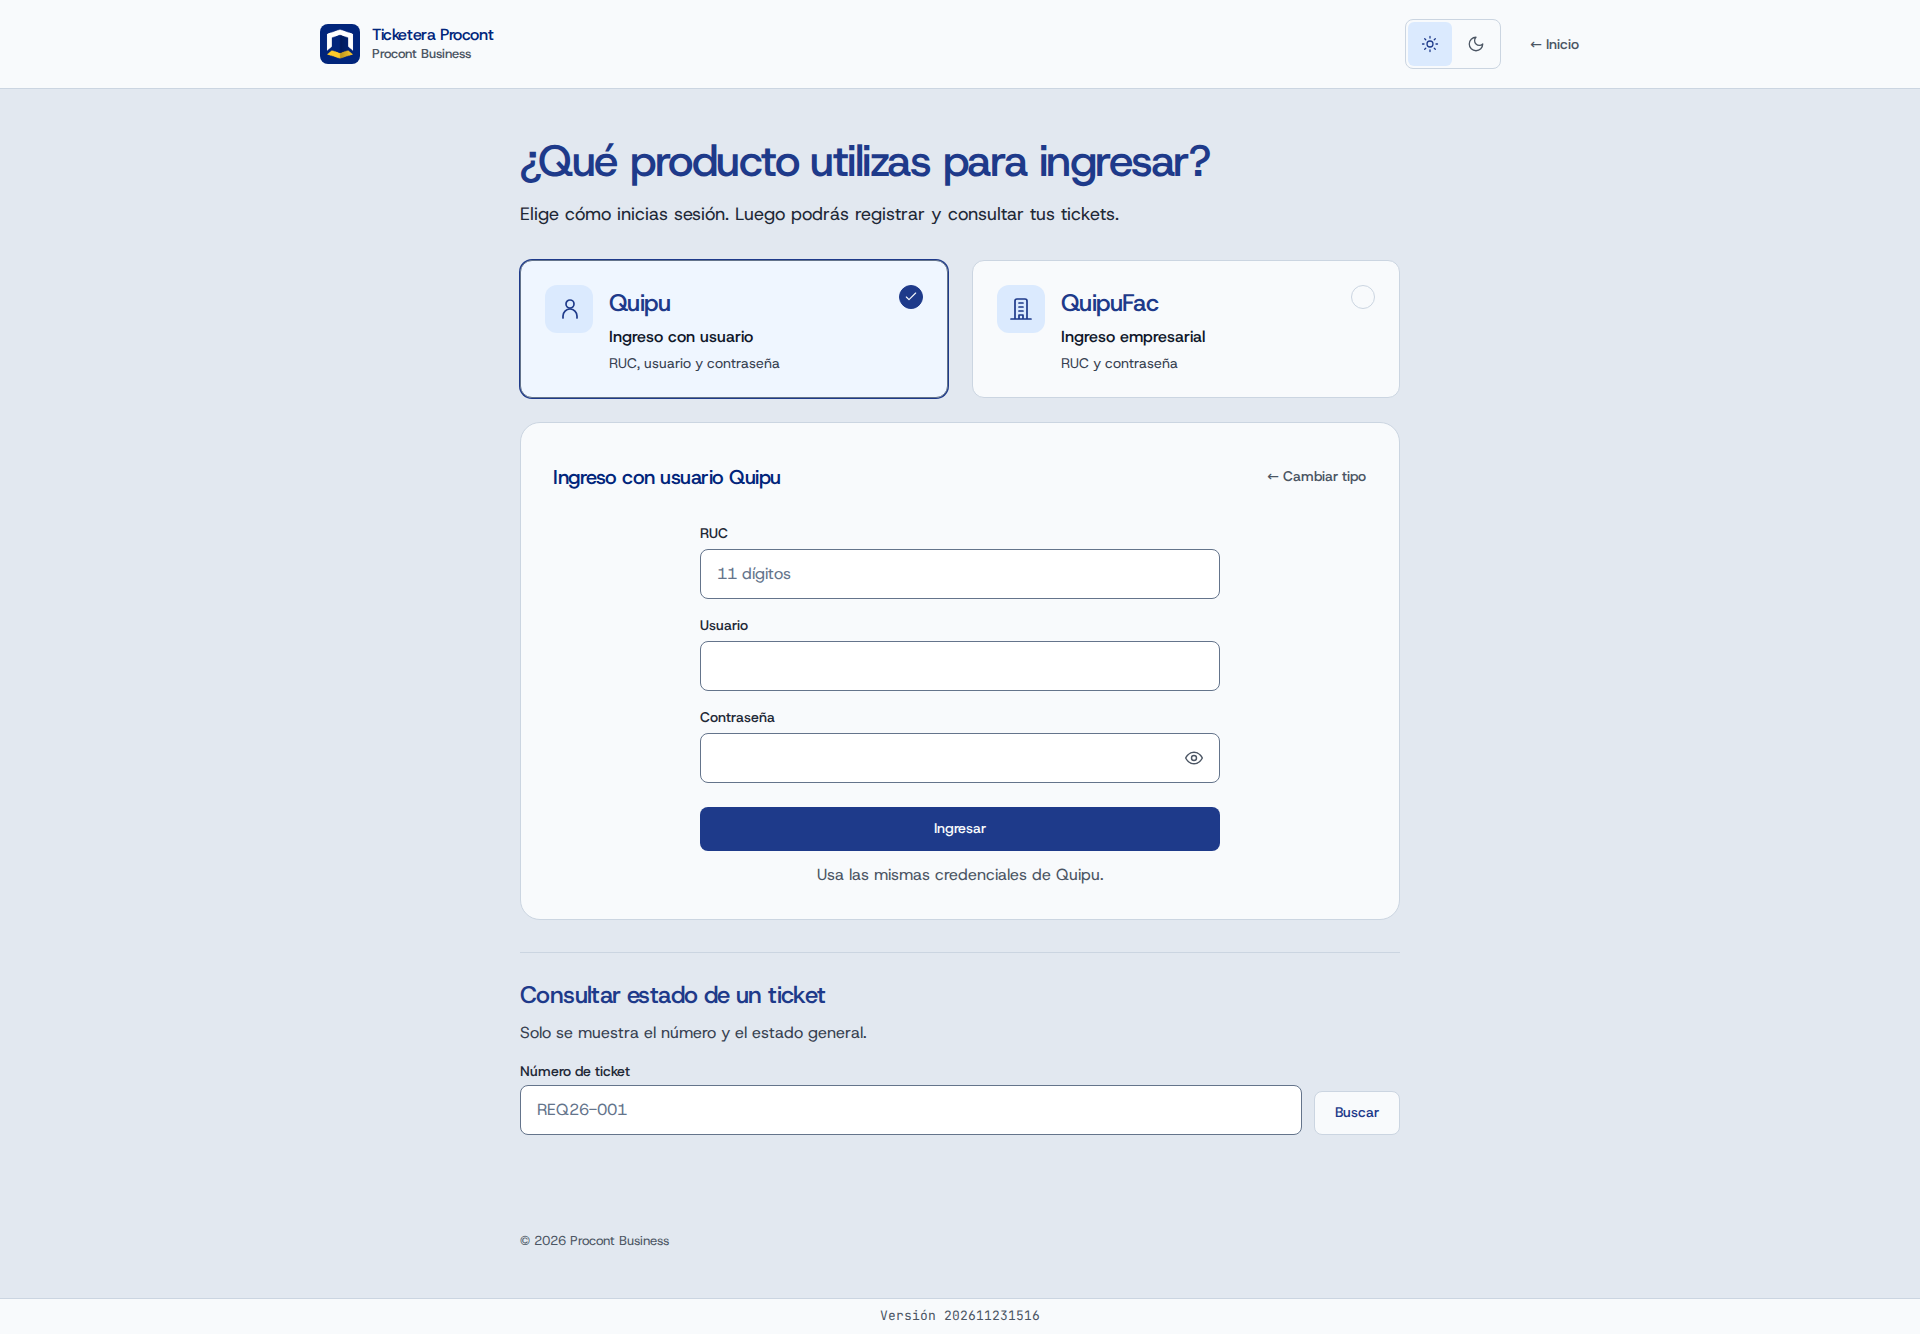 Ticketera Procont
Procont Business
← Inicio
¿Qué producto utilizas para ingresar?
Elige cómo inicias sesión. Luego podrás registrar y consultar tus tickets.
Quipu
Ingreso con usuario
RUC, usuario y contraseña
QuipuFac
Ingreso empresarial
RUC y contraseña
Ingreso con usuario Quipu
← Cambiar tipo
RUC
11 dígitos
Usuario
Contraseña
Ingresar
Usa las mismas credenciales de Quipu.
Consultar estado de un ticket
Solo se muestra el número y el estado general.
Número de ticket
REQ26-001
Buscar
© 2026 Procont Business
Versión 202611231516